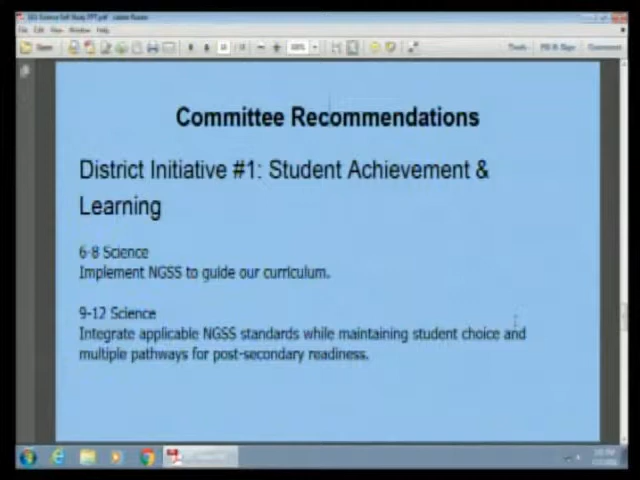 Committee Recommendations
District Initiative #1: Student Achievement &
Learning
6-8 Science
Implement NGSS to guide our curriculum.
9-12 Science
Integrate applicable NGSS standards while maintaining student choice and
multiple pathways for post-secondary readiness.